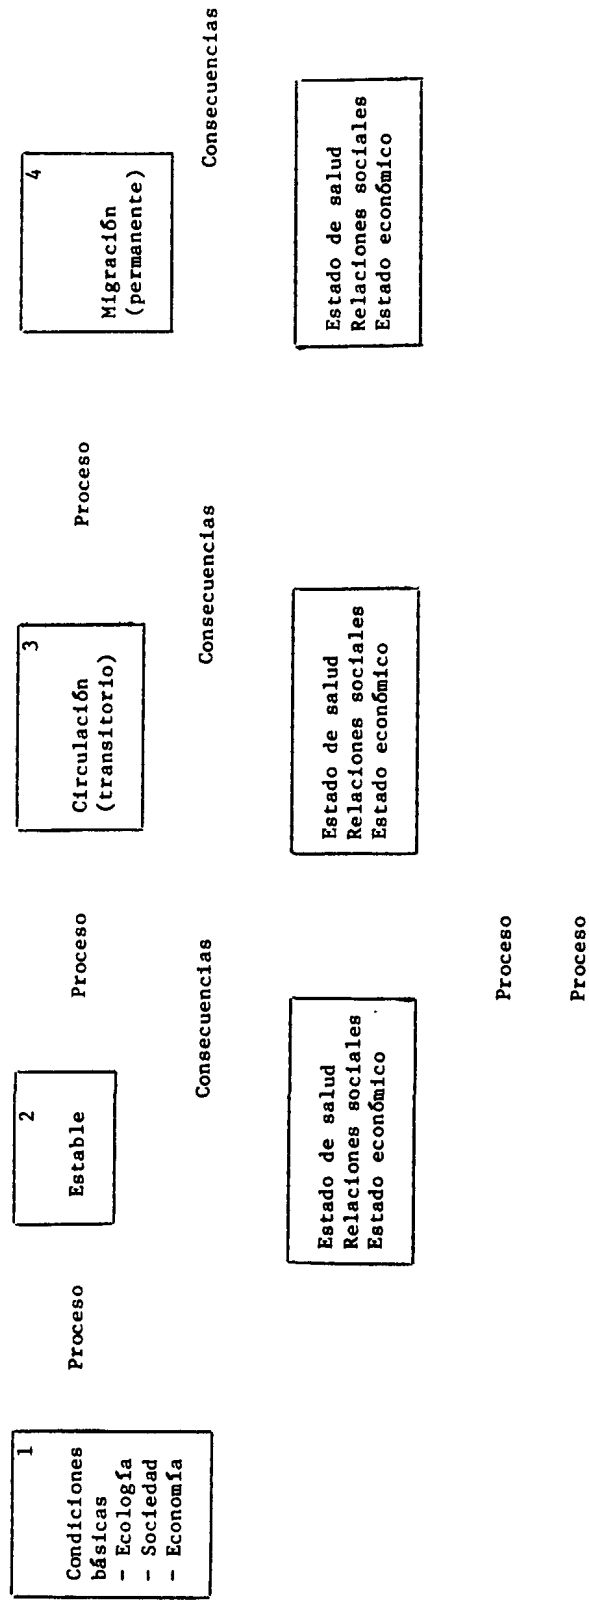 1
Condiciones
básicas
- Ecología
- Sociedad
- Economía
Proceso
2
Estable
Proceso
3
Circulación
(transitorio)
Proceso
4
Migración
(permanente)
Consecuencias
Consecuencias
Consecuencias
Estado de salud
Relaciones sociales
Estado económico
Estado de salud
Relaciones sociales
Estado económico
Estado de salud
Relaciones sociales
Estado económico
Proceso
Proceso